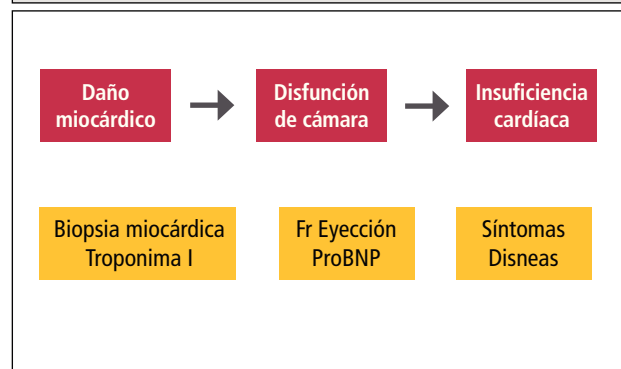 Daño
miocárdico
Disfunción
de cámara
Insuficiencia
cardíaca
Biopsia miocárdica
Troponima I
Fr Eyección
ProBNP
Síntomas
Disneas